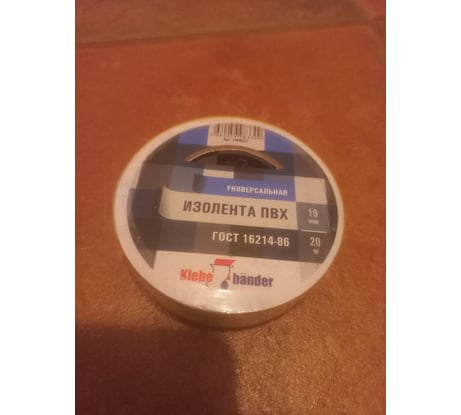 УНИВЕРСАЛЬНАЯ
ИЗОЛЕНТА ПВХ
19
мм
ГОСТ 16214-86
20
м
Klebe bänder